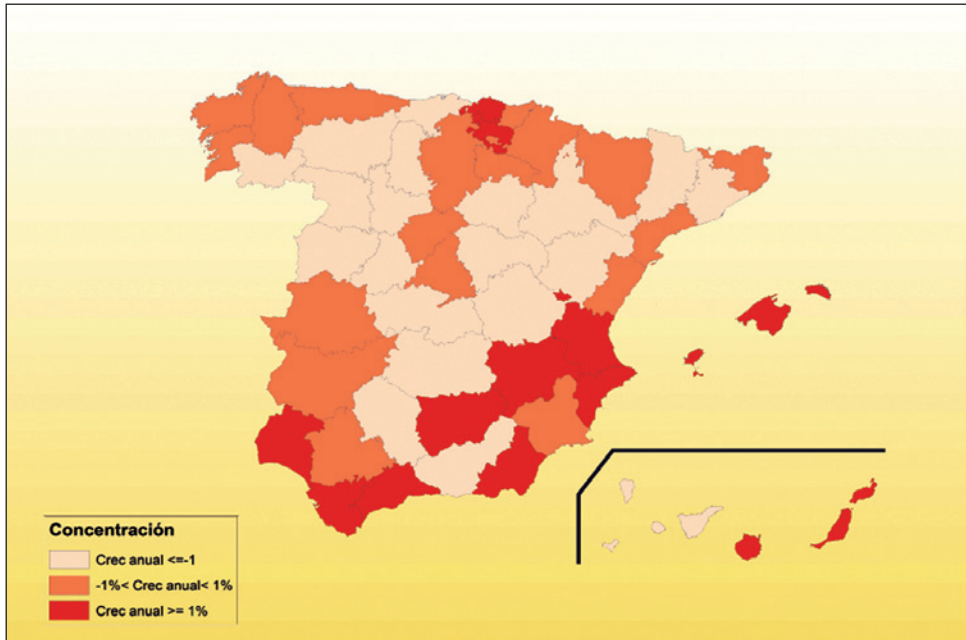 Concentración
Crec anual <=-1
-1%< Crec anual< 1%
Crec anual >= 1%